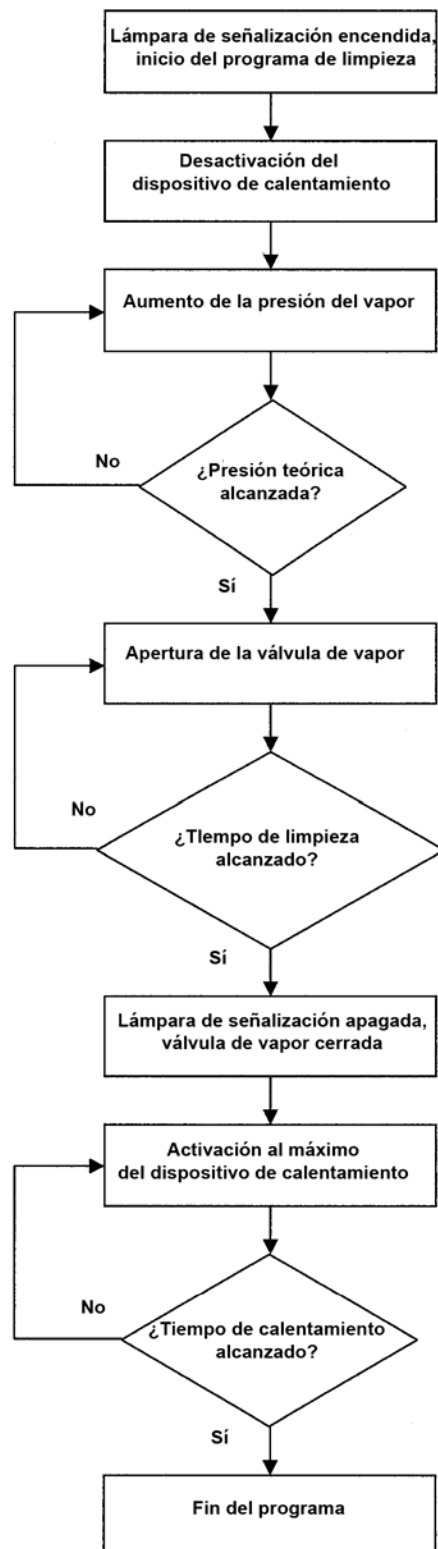 Lámpara de señalización encendida,
inicio del programa de limpieza
Desactivación del
dispositivo de calentamiento
Aumento de la presión del vapor
¿Presión teórica
alcanzada?
No
Sí
Apertura de la válvula de vapor
¿TIempo de limpieza
alcanzado?
No
Sí
Lámpara de señalización apagada,
válvula de vapor cerrada
Activación al máximo
del dispositivo de calentamiento
¿Tiempo de calentamiento
alcanzado?
No
Sí
Fin del programa